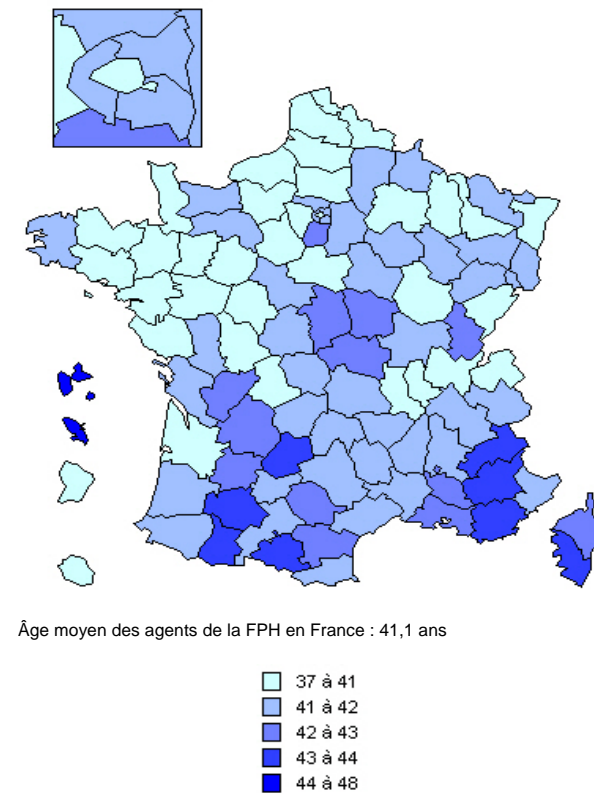 Âge moyen des agents de la FPH en France : 41,1 ans
37 à 41
41 à 42
42 à 43
43 à 44
44 à 48